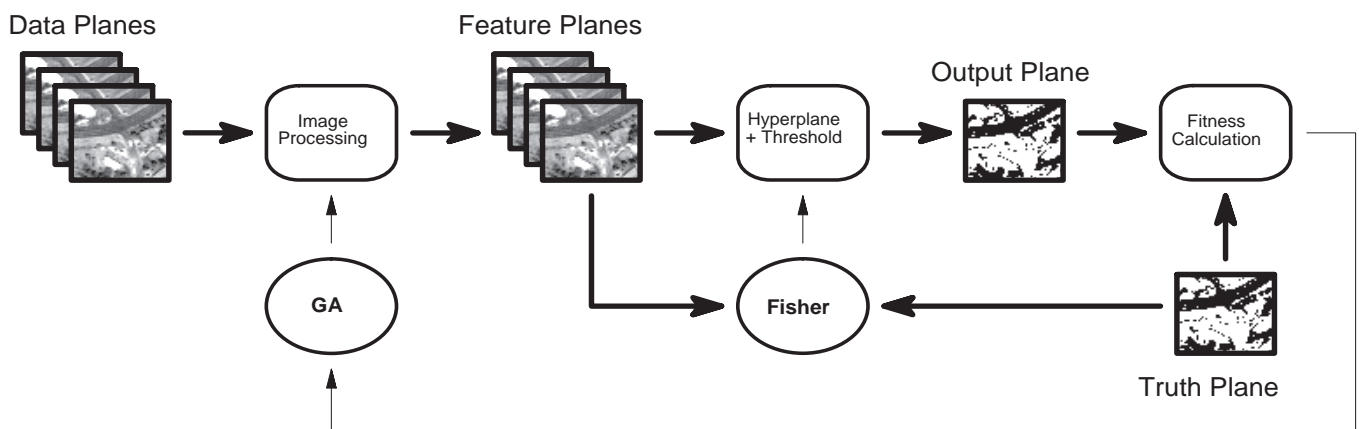 Data Planes
Feature Planes
Output Plane
Image
Processing
Hyperplane
+ Threshold
Fitness
Calculation
GA
Fisher
Truth Plane